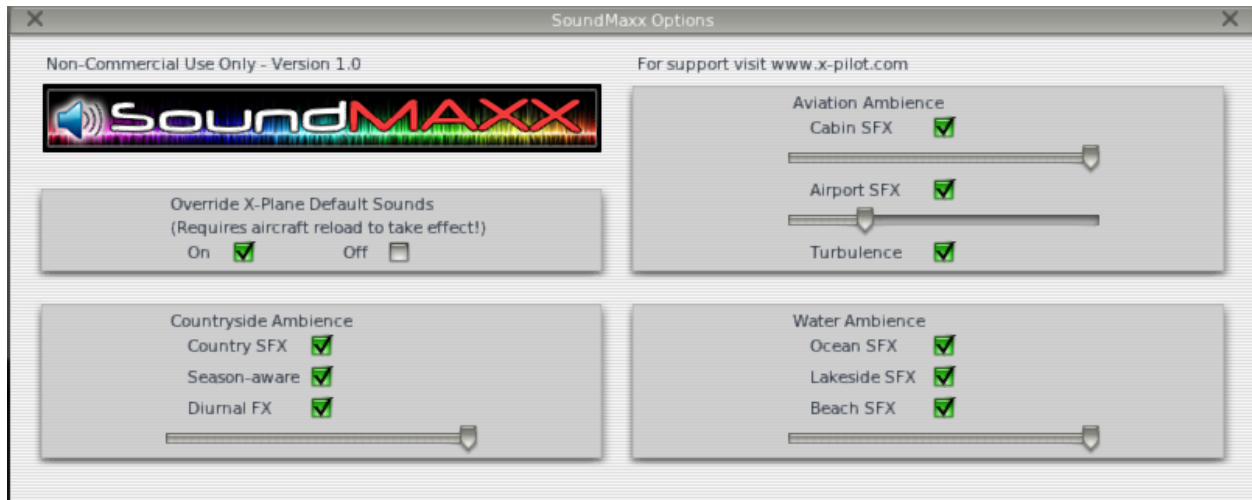 SoundMaxx Options
Non-Commercial Use Only - Version 1.0
For support visit www.x-pilot.com
SoundMAXX
Override X-Plane Default Sounds
(Requires aircraft reload to take effect!)
On Off
Aviation Ambience
Cabin SFX
Airport SFX
Turbulence
Countryside Ambience
Country SFX
Season-aware
Diurnal FX
Water Ambience
Ocean SFX
Lakeside SFX
Beach SFX